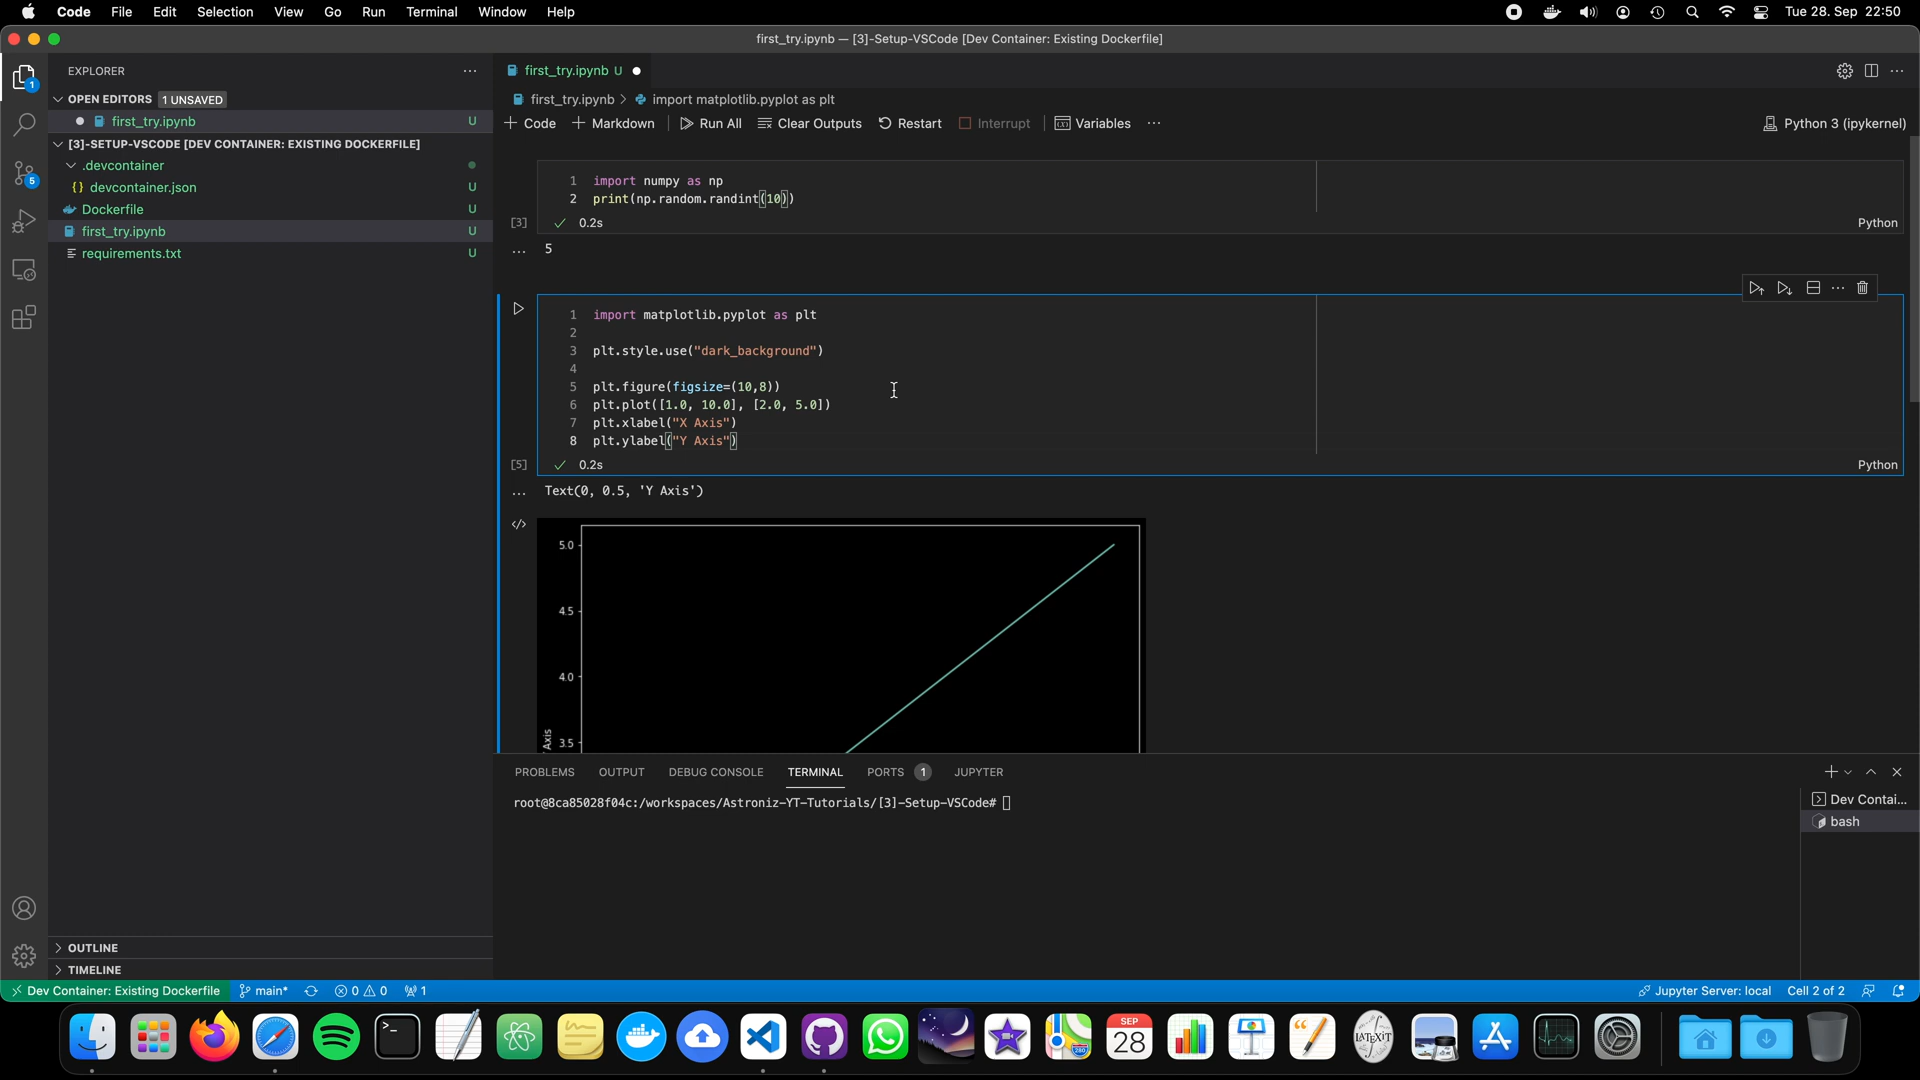 Code File Edit Selection View Go Run Terminal Window Help Tue 28. Sep 22:50
first_try.ipynb — [3]-Setup-VSCode [Dev Container: Existing Dockerfile]
EXPLORER
OPEN EDITORS 1 UNSAVED
first_try.ipynb U
[3]-SETUP-VSCODE [DEV CONTAINER: EXISTING DOCKERFILE]
.devcontainer
{} devcontainer.json U
Dockerfile U
first_try.ipynb U
requirements.txt U
OUTLINE
TIMELINE
1
5
first_try.ipynb U
first_try.ipynb > import matplotlib.pyplot as plt
+ Code + Markdown Run All Clear Outputs Restart Interrupt Variables ... Python 3 (ipykernel)
1 import numpy as np
2 print(np.random.randint(10))
[3] 0.2s Python
... 5
1 import matplotlib.pyplot as plt
2
3 plt.style.use("dark_background")
4
5 plt.figure(figsize=(10,8))
6 plt.plot([1.0, 10.0], [2.0, 5.0])
7 plt.xlabel("X Axis")
8 plt.ylabel("Y Axis")
[5] 0.2s Python
... Text(0, 0.5, 'Y Axis')
5.0
4.5
4.0
3.5
Axis
PROBLEMS OUTPUT DEBUG CONSOLE TERMINAL PORTS 1 JUPYTER
root@8ca85028f04c:/workspaces/Astroniz-YT-Tutorials/[3]-Setup-VSCode#
Dev Contai...
bash
Dev Container: Existing Dockerfile main* 0 0 1 Jupyter Server: local Cell 2 of 2
SEP
28
LATEXiT